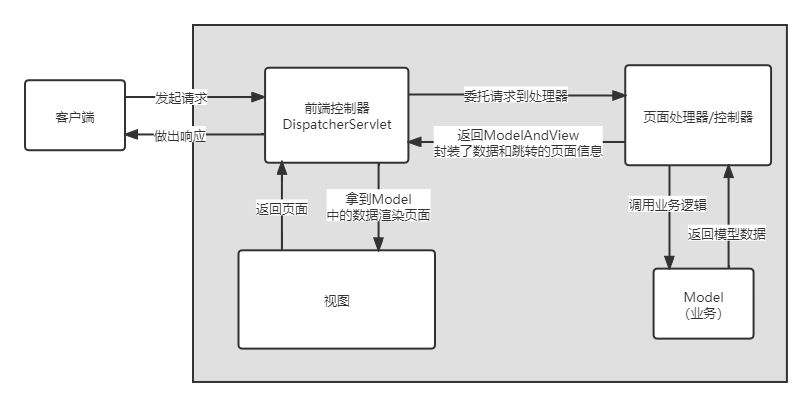 客户端
发起请求
做出响应
前端控制器
DispatcherServlet
委托请求到处理器
返回ModelAndView
封装了数据和跳转的页面信息
页面处理器/控制器
返回页面
拿到Model
中的数据渲染页面
调用业务逻辑
返回模型数据
视图
Model
（业务）